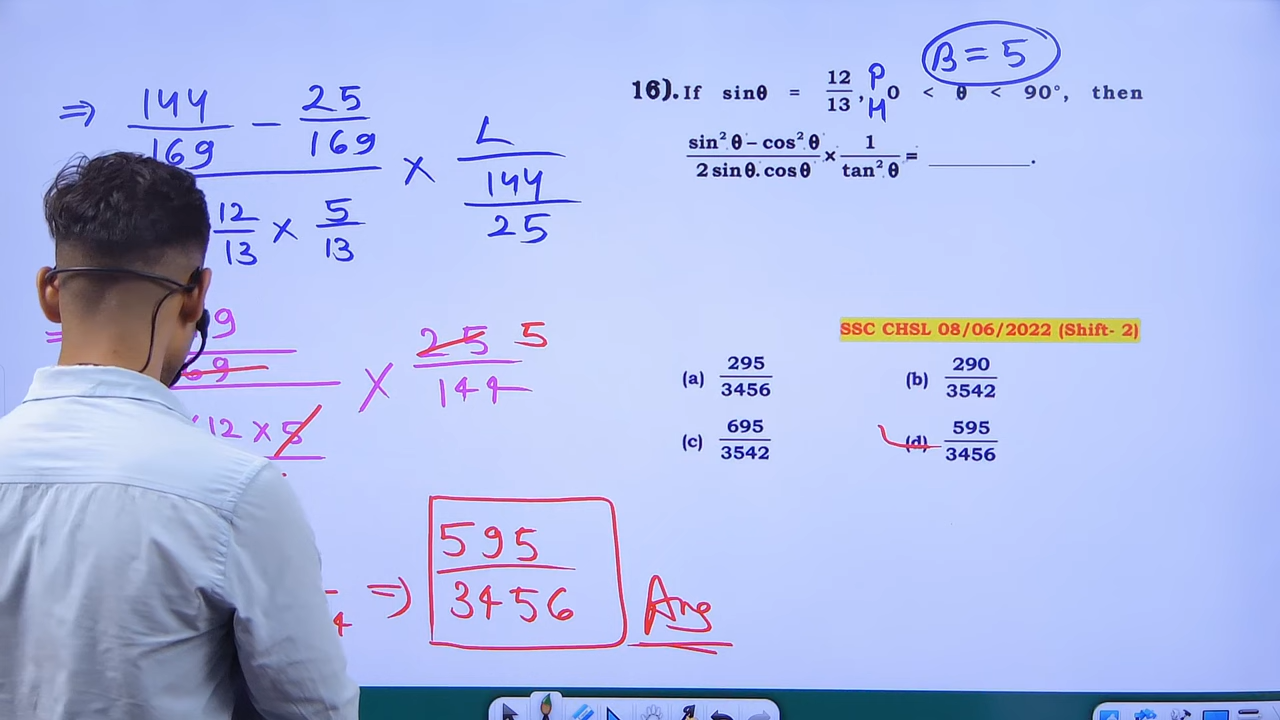 B = 5
16). If sinθ = 12/13, P/H 0 < θ < 90°, then
sin²θ – cos²θ / 2 sinθ.cosθ × 1 / tan²θ = ________.
SSC CHSL 08/06/2022 (Shift- 2)
(a) 295/3456 (b) 290/3542
(c) 695/3542 (d) 595/3456
⇒ 144/169 – 25/169
12/13 × 5/13 × 1 / 144/25
9 × 25 5 / 144
12 × 5
⇒ 595/3456 Ans